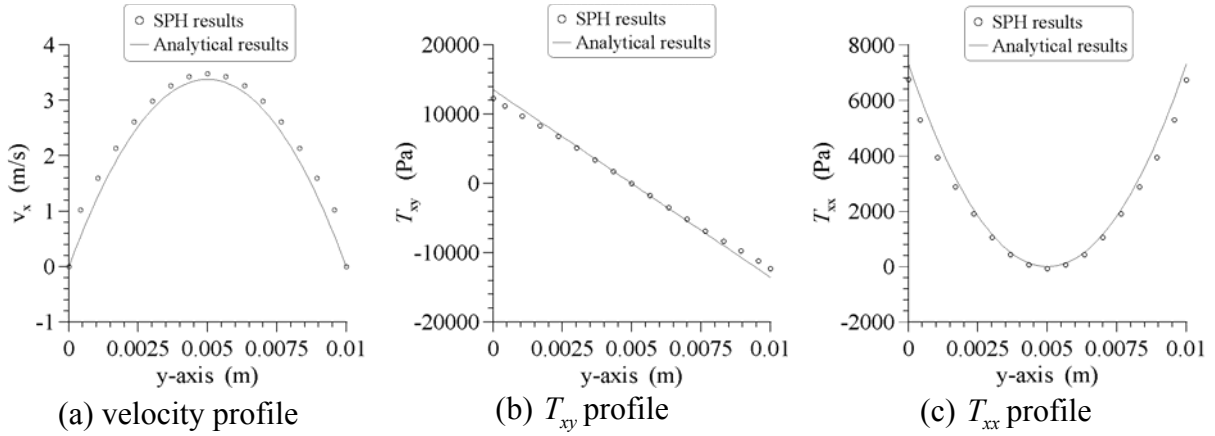 SPH results
Analytical results
4
3
2
1
0
-1
v_x (m/s)
0 0.0025 0.005 0.0075 0.01
y-axis (m)
(a) velocity profile
SPH results
Analytical results
20000
10000
0
-10000
-20000
T_xy (Pa)
0 0.0025 0.005 0.0075 0.01
y-axis (m)
(b) T_xy profile
SPH results
Analytical results
8000
6000
4000
2000
0
-2000
T_xx (Pa)
0 0.0025 0.005 0.0075 0.01
y-axis (m)
(c) T_xx profile